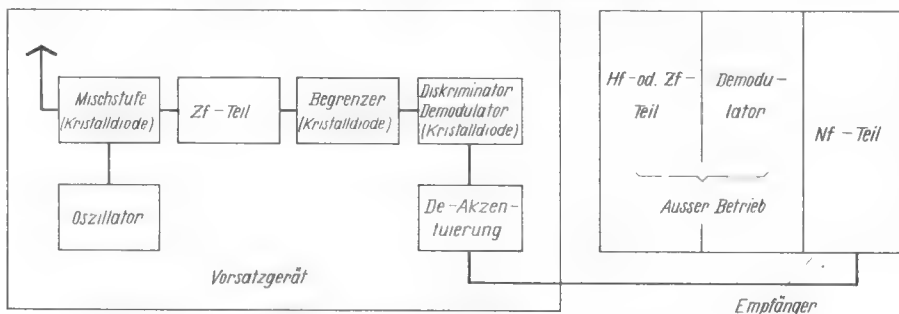 Mischstufe
(Kristalldiode)
Zf-Teil
Begrenzer
(Kristalldiode)
Diskriminator
Demodulator
(Kristalldiode)
Oszillator
De-Akzen-
tuierung
Vorsatzgerät
Hf-od. Zf-
Teil
Demodu-
lator
Nf-Teil
Ausser Betrieb
Empfänger